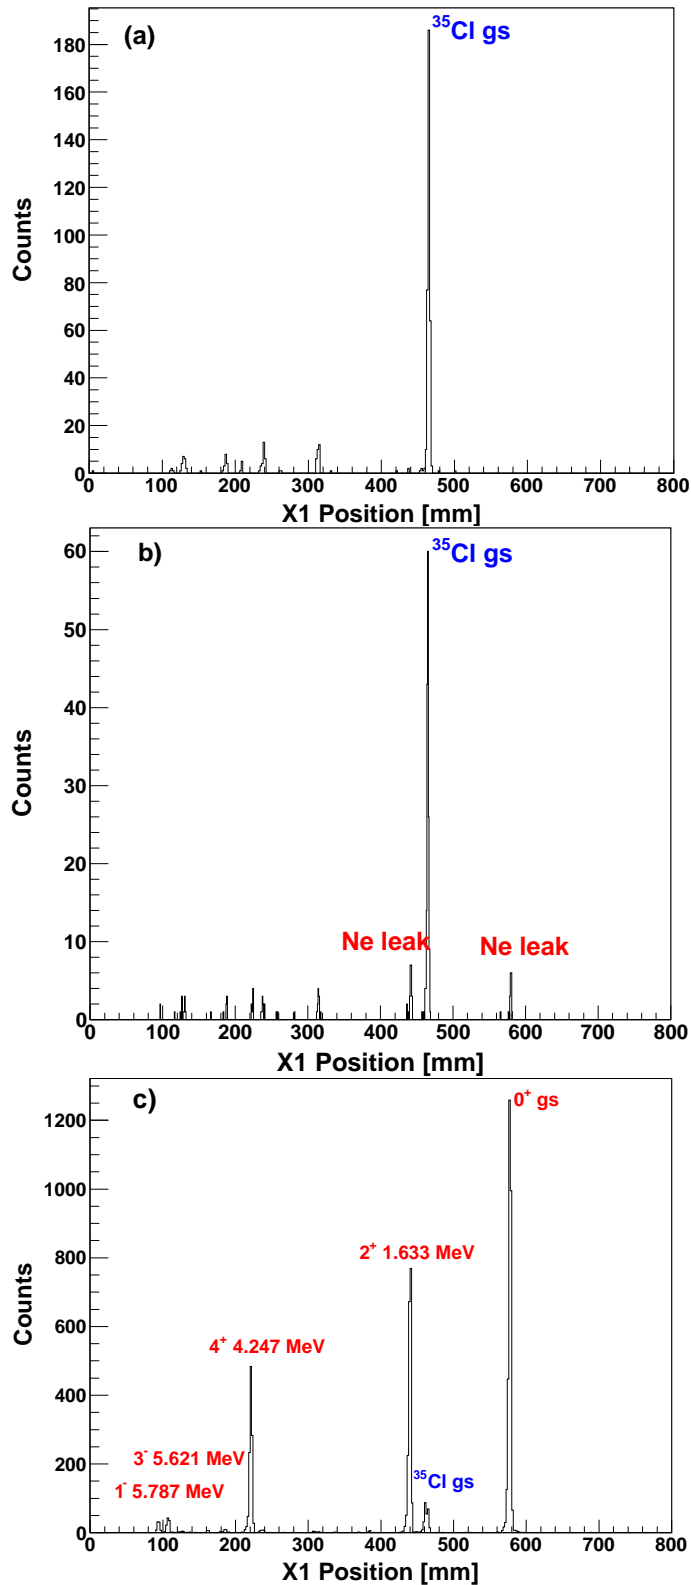 (a)
³⁵Cl gs
180
160
140
120
100
80
60
40
20
0
Counts
0 100 200 300 400 500 600 700 800
X1 Position [mm]
b)
³⁵Cl gs
60
50
40
30
20
10
0
Counts
Ne leak
Ne leak
0 100 200 300 400 500 600 700 800
X1 Position [mm]
c)
0⁺ gs
1200
1000
800
600
400
200
0
Counts
2⁺ 1.633 MeV
4⁺ 4.247 MeV
3⁻ 5.621 MeV
1⁻ 5.787 MeV
³⁵Cl gs
0 100 200 300 400 500 600 700 800
X1 Position [mm]